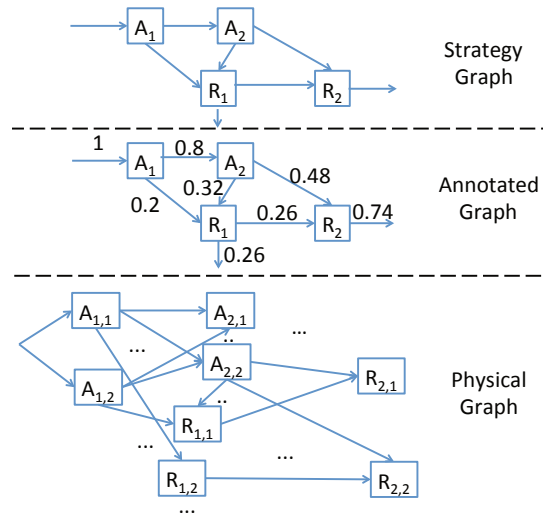 A1 A2
Strategy
Graph
R1 R2
1 0.8
A1 A2
0.32 0.48
Annotated
Graph
0.2
R1 0.26 R2 0.74
0.26
A1,1 A2,1
... .. ...
A1,2 A2,2 R2,1
Physical
Graph
..
R1,1
... ...
R1,2 R2,2
...